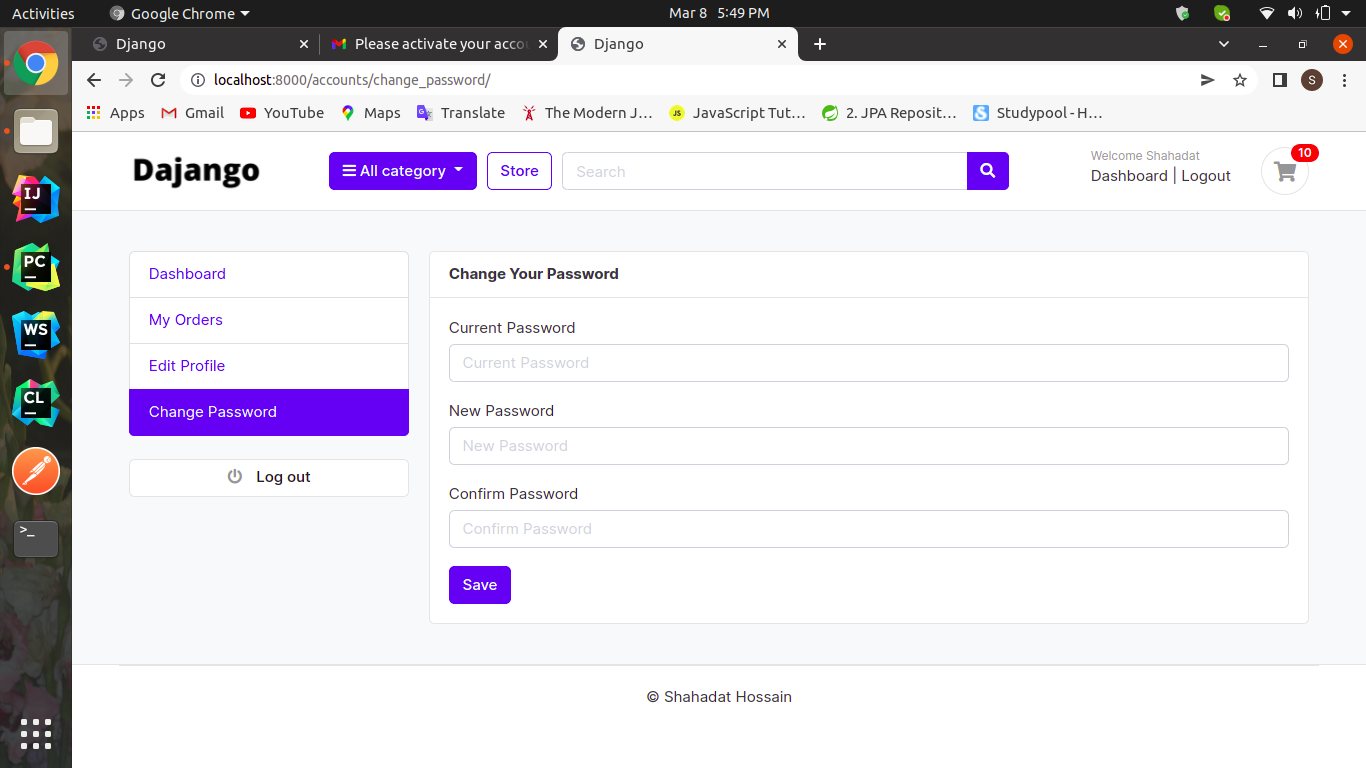 Activities Google Chrome Mar 8 5:49 PM
Django Please activate your acco Django
localhost:8000/accounts/change_password/ S
Apps Gmail YouTube Maps Translate The Modern J... JS JavaScript Tut... 2. JPA Reposit... Studypool - H...
Dajango
All category
Store
Search
Welcome Shahadat
Dashboard | Logout
10
Dashboard
My Orders
Edit Profile
Change Password
Log out
Change Your Password
Current Password
Current Password
New Password
New Password
Confirm Password
Confirm Password
Save
© Shahadat Hossain
IJ
PC
WS
CL
>_